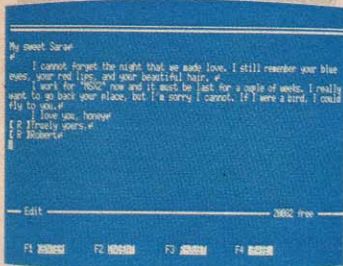 My sweet Sara
I cannot forget the night that we made love. I still remember your blue
eyes, your red lips, and your beautiful hair.
I work for "MSX2" now and it must be last for a cople of weeks. I really
want to go back your place, but I'm sorry I cannot. If I were a bird, I could
fly to you.
I love you, honey
[ R ]Truely yours.
[ R ]Robert
Edit 20082 free
F1 F2 F3 F4